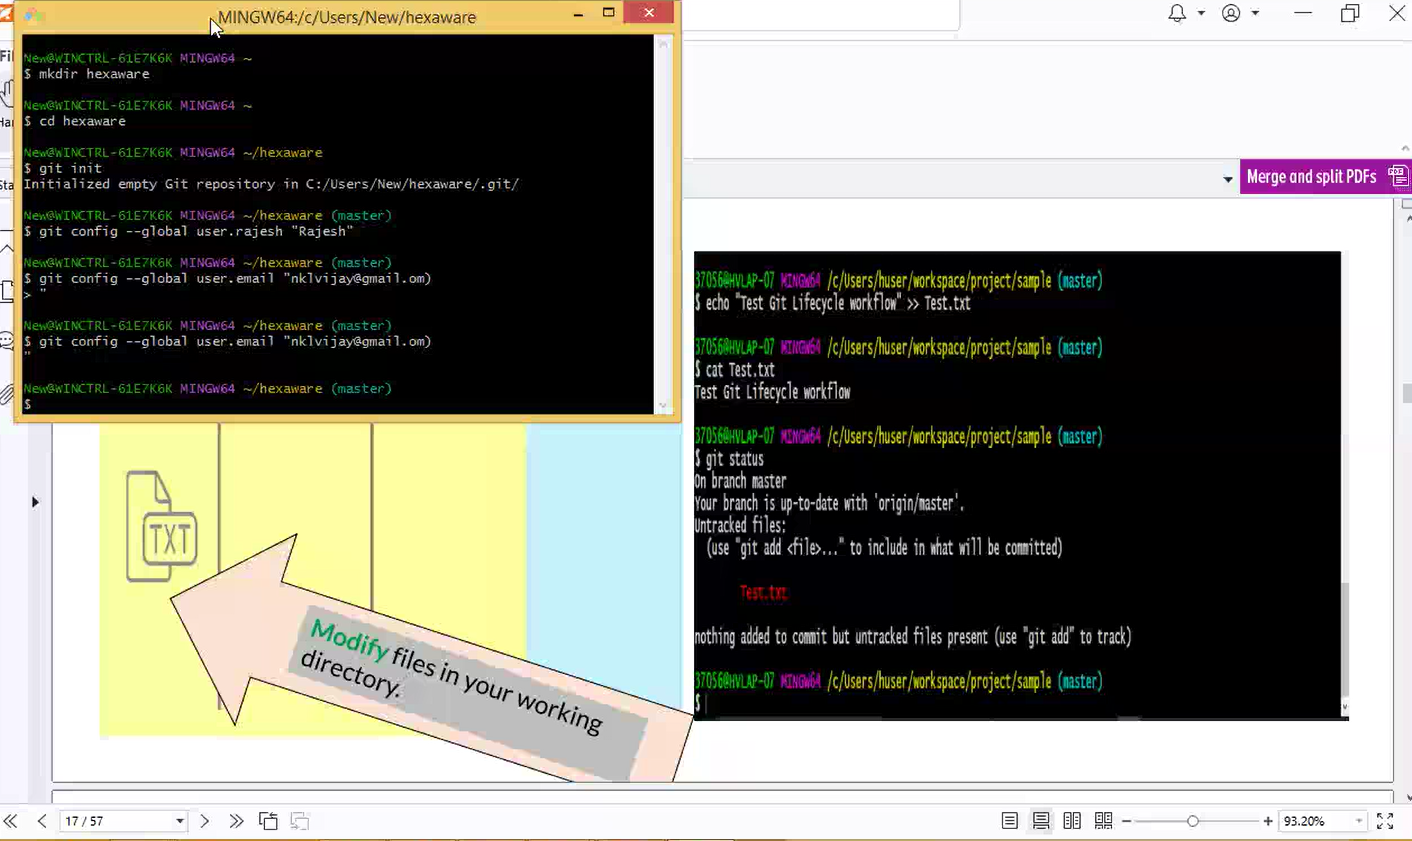 MINGW64:/c/Users/New/hexaware
New@WINCTRL-61E7K6K MINGW64 ~
$ mkdir hexaware
New@WINCTRL-61E7K6K MINGW64 ~
$ cd hexaware
New@WINCTRL-61E7K6K MINGW64 ~/hexaware
$ git init
Initialized empty Git repository in C:/Users/New/hexaware/.git/
New@WINCTRL-61E7K6K MINGW64 ~/hexaware (master)
$ git config --global user.rajesh "Rajesh"
New@WINCTRL-61E7K6K MINGW64 ~/hexaware (master)
$ git config --global user.email "nklvijay@gmail.om)
> "
New@WINCTRL-61E7K6K MINGW64 ~/hexaware (master)
$ git config --global user.email "nklvijay@gmail.om)
"
New@WINCTRL-61E7K6K MINGW64 ~/hexaware (master)
$
Merge and split PDFs
37056@HVLAP-07 MINGW64 /c/Users/huser/workspace/project/sample (master)
$ echo "Test Git Lifecycle workflow" >> Test.txt
37056@HVLAP-07 MINGW64 /c/Users/huser/workspace/project/sample (master)
$ cat Test.txt
Test Git Lifecycle workflow
37056@HVLAP-07 MINGW64 /c/Users/huser/workspace/project/sample (master)
$ git status
On branch master
Your branch is up-to-date with 'origin/master'.
Untracked files:
(use "git add <file>..." to include in what will be committed)
Test.txt
nothing added to commit but untracked files present (use "git add" to track)
37056@HVLAP-07 MINGW64 /c/Users/huser/workspace/project/sample (master)
$
TXT
Modify files in your working
directory.
17 / 57
93.20%